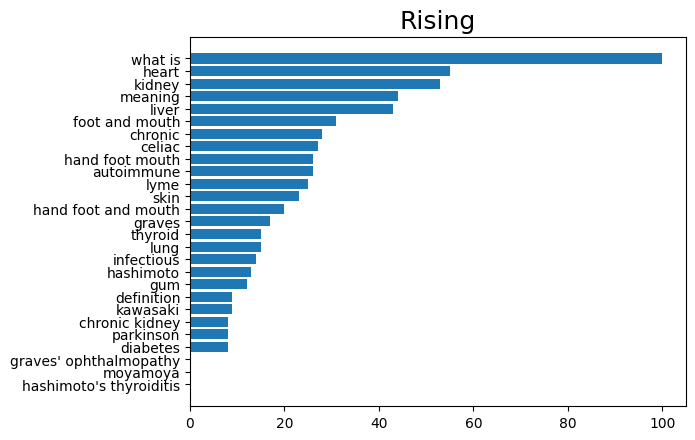 Rising
what is
heart
kidney
meaning
liver
foot and mouth
chronic
celiac
hand foot mouth
autoimmune
lyme
skin
hand foot and mouth
graves
thyroid
lung
infectious
hashimoto
gum
definition
kawasaki
chronic kidney
parkinson
diabetes
graves' ophthalmopathy
moyamoya
hashimoto's thyroiditis
0 20 40 60 80 100